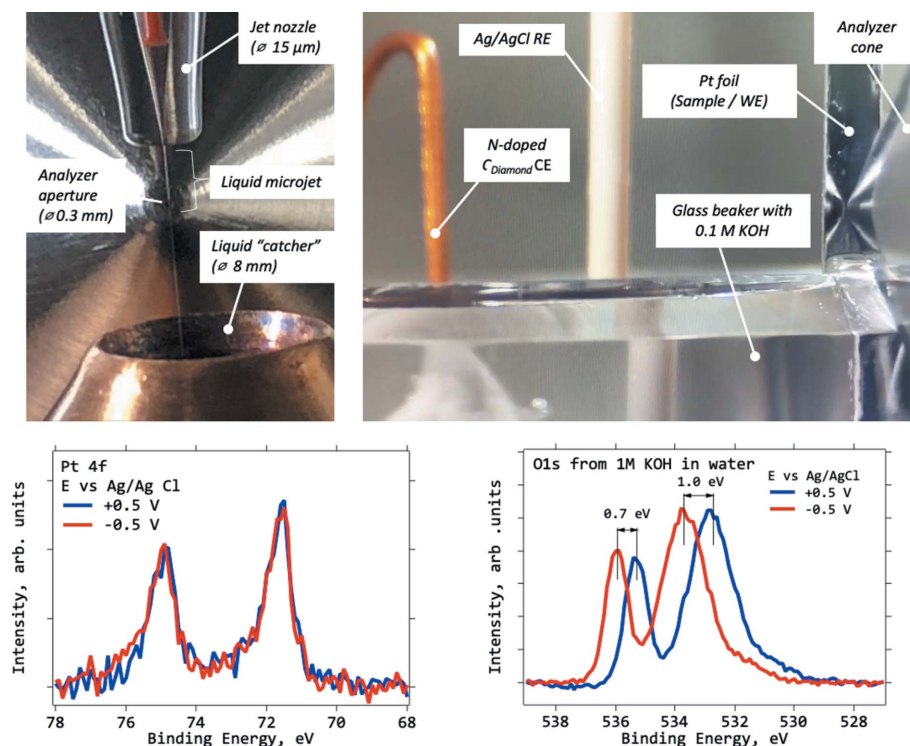 Jet nozzle
(ø 15 µm)
Analyzer
aperture
(ø 0.3 mm)
Liquid microjet
Liquid “catcher”
(ø 8 mm)
Ag/AgCl RE
Analyzer
cone
Pt foil
(Sample / WE)
N-doped
CDiamond CE
Glass beaker with
0.1 M KOH
Pt 4f
E vs Ag/Ag Cl
+0.5 V
-0.5 V
Intensity, arb. units
78 76 74 72 70 68
Binding Energy, eV
O1s from 1M KOH in water
1.0 eV
E vs Ag/AgCl
+0.5 V
-0.5 V
0.7 eV
Intensity, arb .units
538 536 534 532 530 528
Binding Energy, eV